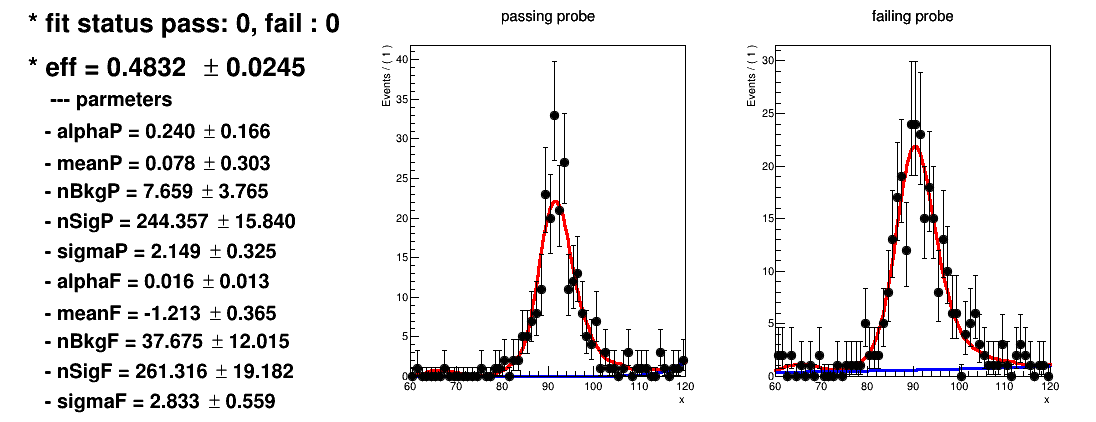 * fit status pass: 0, fail : 0
* eff = 0.4832 ± 0.0245
--- parmeters
- alphaP = 0.240 ± 0.166
- meanP = 0.078 ± 0.303
- nBkgP = 7.659 ± 3.765
- nSigP = 244.357 ± 15.840
- sigmaP = 2.149 ± 0.325
- alphaF = 0.016 ± 0.013
- meanF = -1.213 ± 0.365
- nBkgF = 37.675 ± 12.015
- nSigF = 261.316 ± 19.182
- sigmaF = 2.833 ± 0.559
passing probe
Events / ( 1 )
40
35
30
25
20
15
10
5
0
60 70 80 90 100 110 120
x
failing probe
Events / ( 1 )
30
25
20
15
10
5
0
60 70 80 90 100 110 120
x